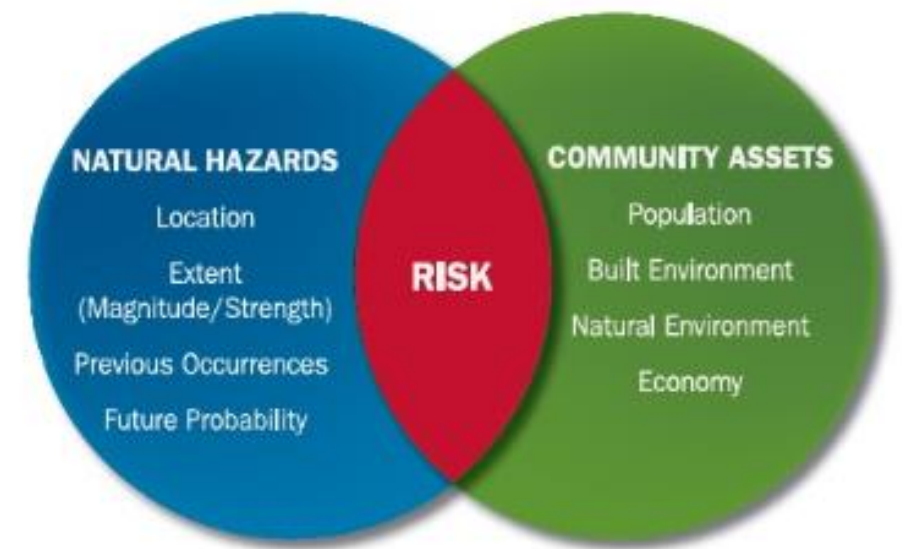 NATURAL HAZARDS
Location
Extent
(Magnitude/Strength)
Previous Occurrences
Future Probability
RISK
COMMUNITY ASSETS
Population
Built Environment
Natural Environment
Economy